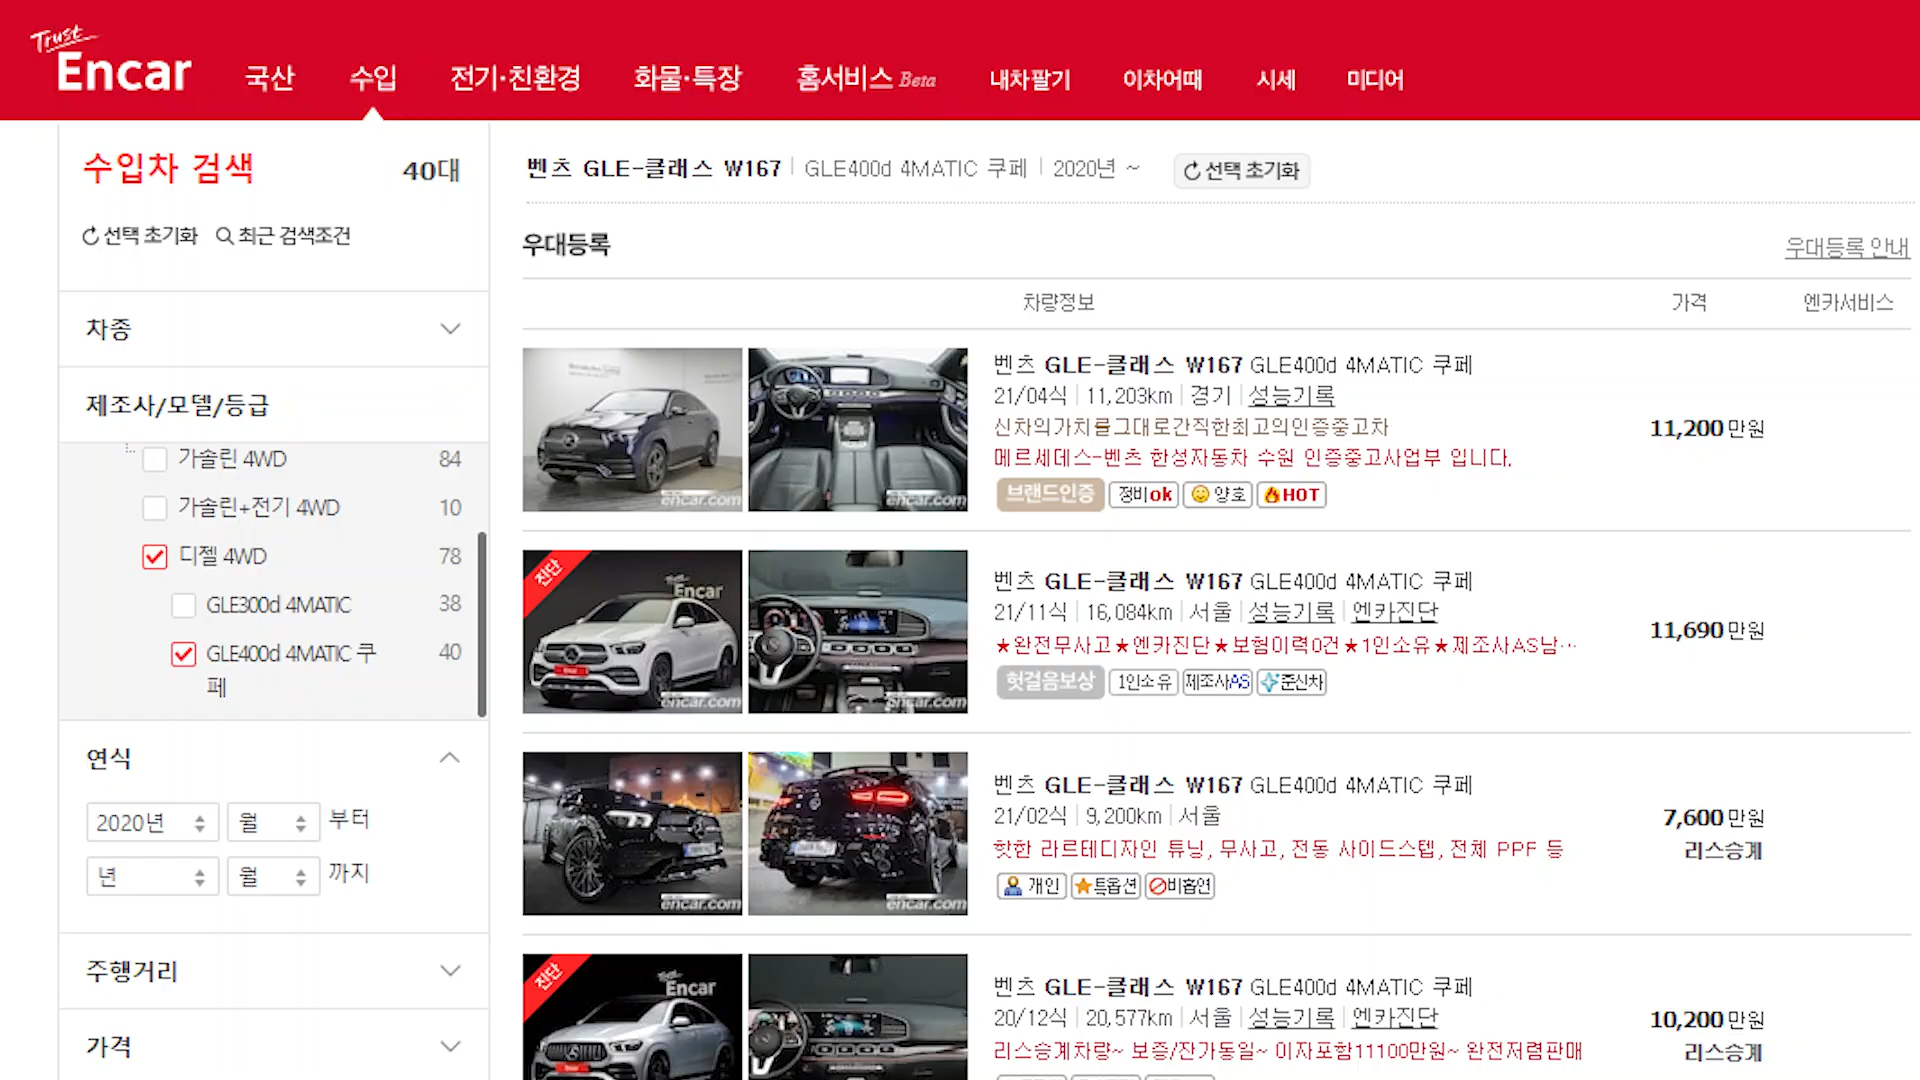 Trust
Encar
국산 수입 전기·친환경 화물·특장 홈서비스 Beta 내차팔기 이차어때 시세 미디어
수입차 검색 40대
선택 초기화 최근 검색조건
차종
제조사/모델/등급
가솔린 4WD 84
가솔린+전기 4WD 10
디젤 4WD 78
GLE300d 4MATIC 38
GLE400d 4MATIC 쿠 40
페
연식
2020년 월 부터
년 월 까지
주행거리
가격
벤츠 GLE-클래스 W167 GLE400d 4MATIC 쿠페 2020년 ~ 선택 초기화
우대등록 우대등록 안내
차량정보 가격 엔카서비스
벤츠 GLE-클래스 W167 GLE400d 4MATIC 쿠페
21/04식 11,203km 경기 성능기록
신차의가치를그대로간직한최고의인증중고차
메르세데스-벤츠 한성자동차 수원 인증중고사업부 입니다.
브랜드인증 정비ok 양호 HOT
11,200만원
encar.com encar.com
벤츠 GLE-클래스 W167 GLE400d 4MATIC 쿠페
21/11식 16,084km 서울 성능기록 엔카진단
★완전무사고★엔카진단★보험이력0건★1인소유★제조사AS남…
헛걸음보상 1인소유 제조사AS 준신차
11,690만원
진단
Trust
Encar
encar.com encar.com
벤츠 GLE-클래스 W167 GLE400d 4MATIC 쿠페
21/02식 9,200km 서울
핫한 라르테디자인 튜닝, 무사고, 전동 사이드스텝, 전체 PPF 등
개인 특옵션 비흡연
7,600만원
리스승계
encar.com encar.com
벤츠 GLE-클래스 W167 GLE400d 4MATIC 쿠페
20/12식 20,577km 서울 성능기록 엔카진단
리스승계차량~ 보증/잔가동일~ 이자포함11100만원~ 완전저렴판매
10,200만원
리스승계
진단
Trust
Encar
Encar